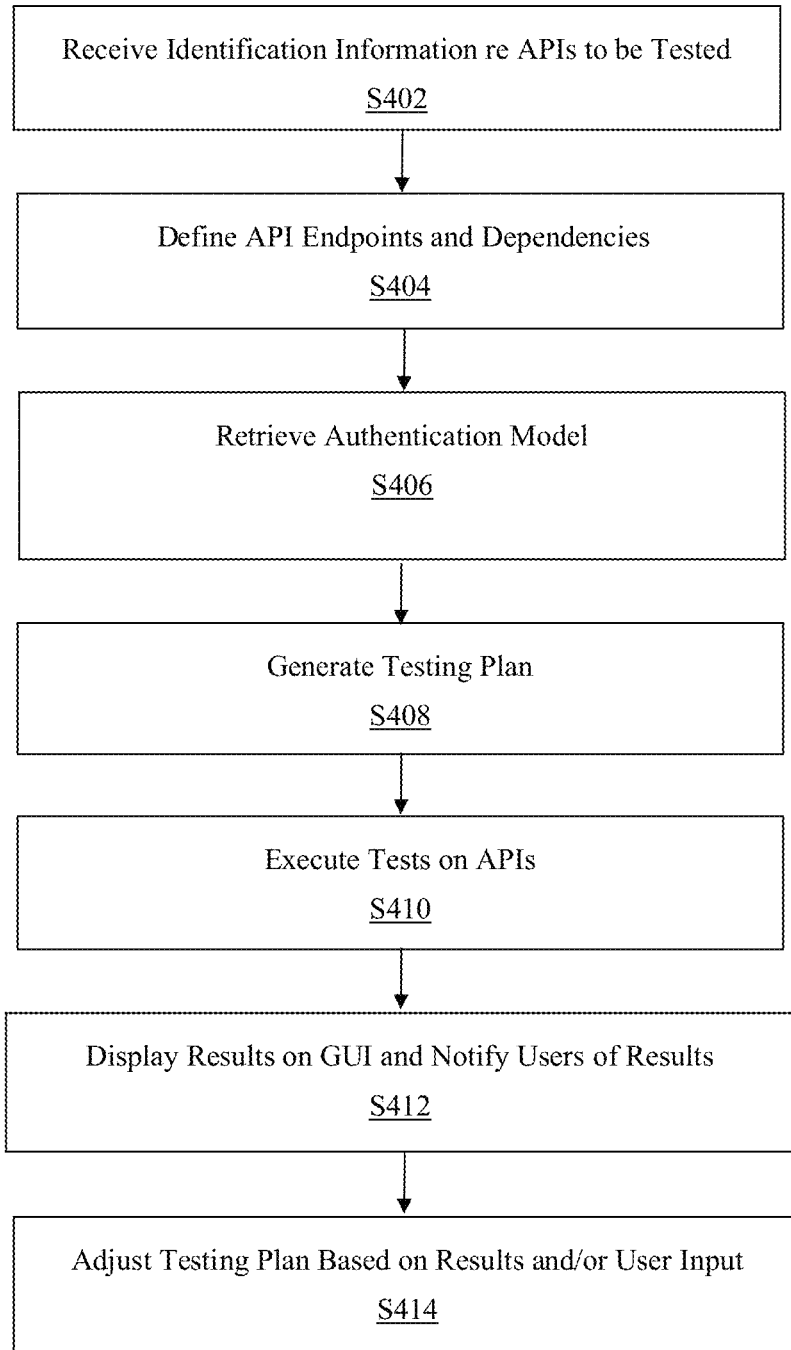 Receive Identification Information re APIs to be Tested
S402
Define API Endpoints and Dependencies
S404
Retrieve Authentication Model
S406
Generate Testing Plan
S408
Execute Tests on APIs
S410
Display Results on GUI and Notify Users of Results
S412
Adjust Testing Plan Based on Results and/or User Input
S414